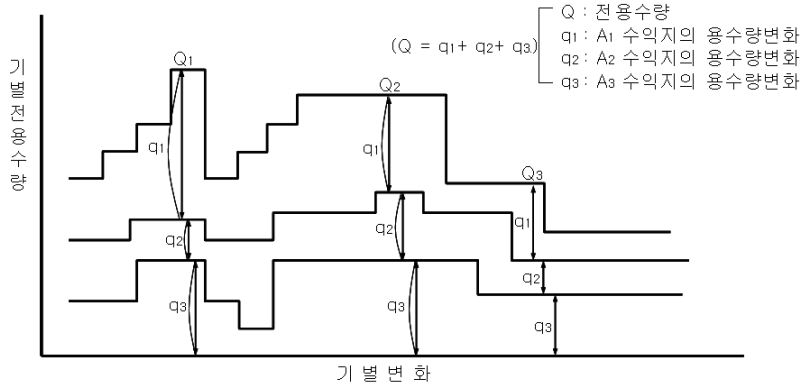 Q : 전용수량
(Q = q1+ q2+ q3.)
q1 : A1 수익지의 용수량변화
q2 : A2 수익지의 용수량변화
q3 : A3 수익지의 용수량변화
기별전용수량
Q1
Q2
Q3
q1
q1
q1
q2
q2
q2
q3
q3
q3
기 별 변 화